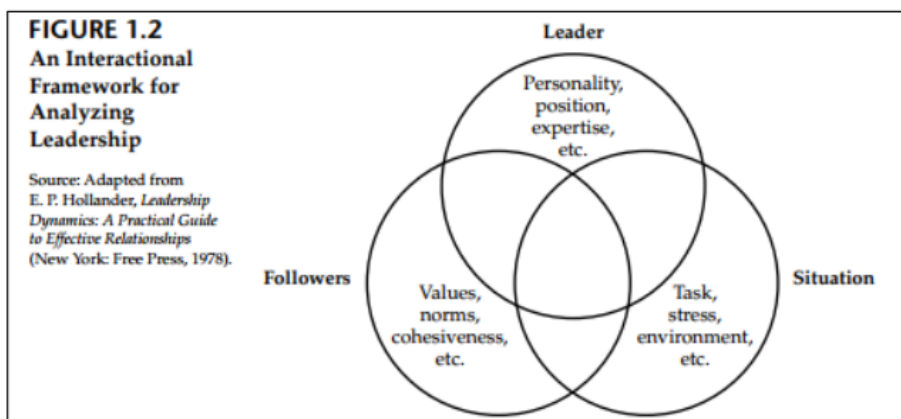 FIGURE 1.2
An Interactional
Framework for
Analyzing
Leadership
Source: Adapted from
E. P. Hollander, Leadership
Dynamics: A Practical Guide
to Effective Relationships
(New York: Free Press, 1978).
Leader
Personality,
position,
expertise,
etc.
Followers
Values,
norms,
cohesiveness,
etc.
Situation
Task,
stress,
environment,
etc.